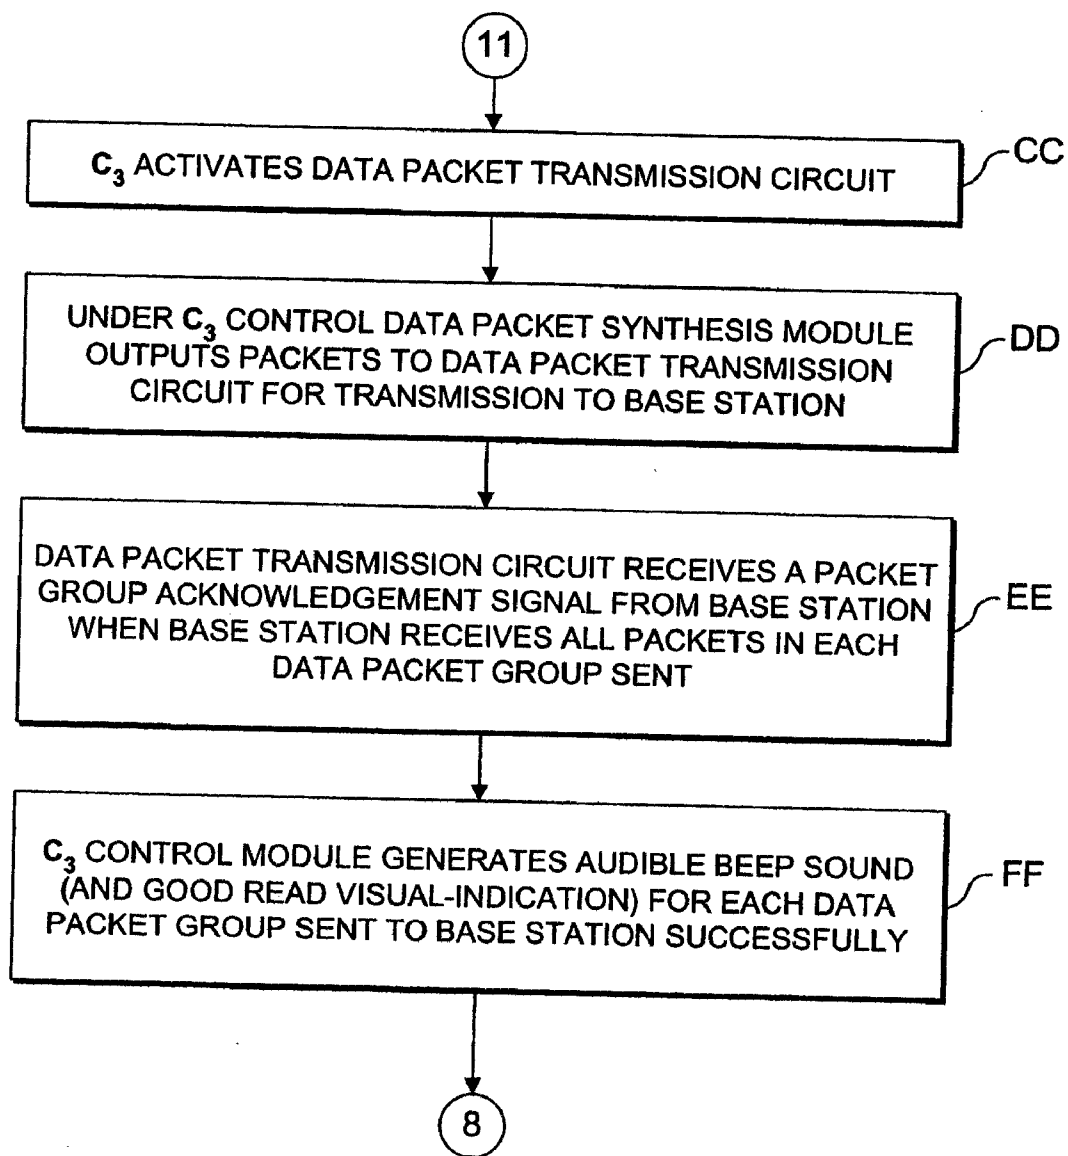 11
C₃ ACTIVATES DATA PACKET TRANSMISSION CIRCUIT
CC
UNDER C₃ CONTROL DATA PACKET SYNTHESIS MODULE
OUTPUTS PACKETS TO DATA PACKET TRANSMISSION
CIRCUIT FOR TRANSMISSION TO BASE STATION
DD
DATA PACKET TRANSMISSION CIRCUIT RECEIVES A PACKET
GROUP ACKNOWLEDGEMENT SIGNAL FROM BASE STATION
WHEN BASE STATION RECEIVES ALL PACKETS IN EACH
DATA PACKET GROUP SENT
EE
C₃ CONTROL MODULE GENERATES AUDIBLE BEEP SOUND
(AND GOOD READ VISUAL-INDICATION) FOR EACH DATA
PACKET GROUP SENT TO BASE STATION SUCCESSFULLY
FF
8